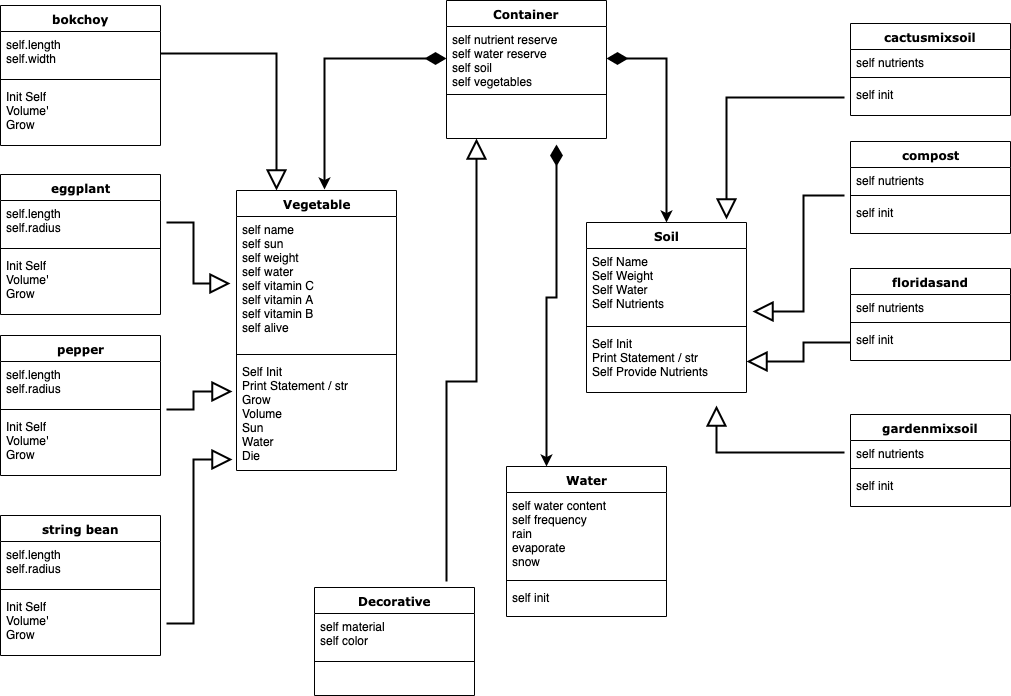 bokchoy
self.length
self.width
Init Self
Volume'
Grow
eggplant
self.length
self.radius
Init Self
Volume'
Grow
pepper
self.length
self.radius
Init Self
Volume'
Grow
string bean
self.length
self.radius
Init Self
Volume'
Grow
Container
self nutrient reserve
self water reserve
self soil
self vegetables
Vegetable
self name
self sun
self weight
self water
self vitamin C
self vitamin A
self vitamin B
self alive
Self Init
Print Statement / str
Grow
Volume
Sun
Water
Die
Decorative
self material
self color
Water
self water content
self frequency
rain
evaporate
snow
self init
Soil
Self Name
Self Weight
Self Water
Self Nutrients
Self Init
Print Statement / str
Self Provide Nutrients
cactusmixsoil
self nutrients
self init
compost
self nutrients
self init
floridasand
self nutrients
self init
gardenmixsoil
self nutrients
self init